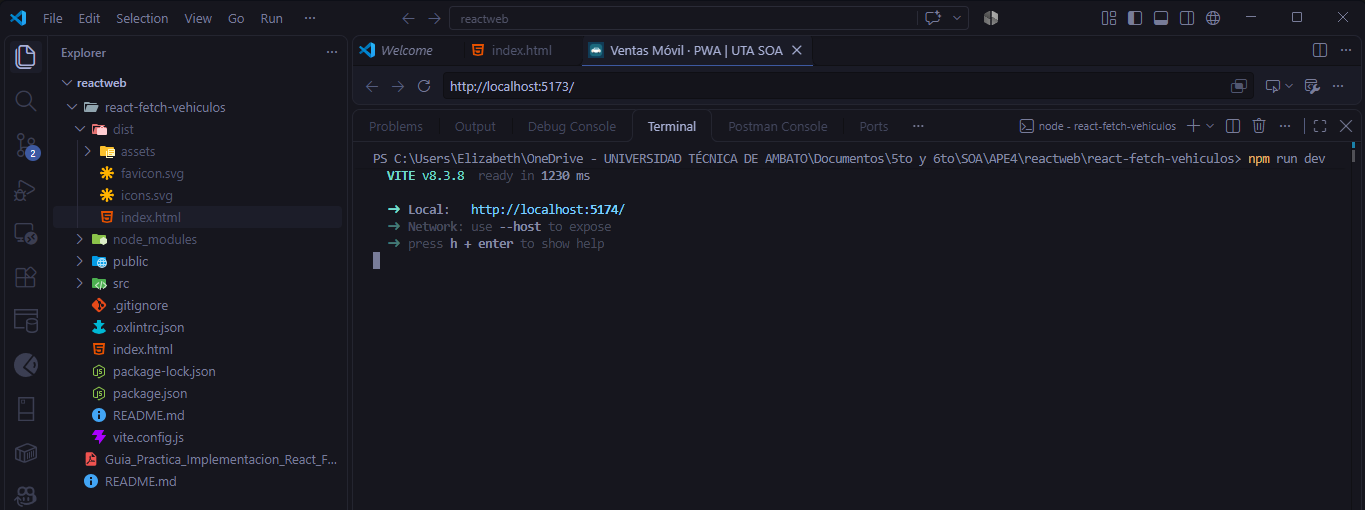 File Edit Selection View Go Run ··· reactweb
Explorer ···
reactweb
react-fetch-vehiculos
dist
assets
favicon.svg
icons.svg
index.html
node_modules
public
src
.gitignore
.oxlintrc.json
index.html
package-lock.json
package.json
README.md
vite.config.js
Guia_Practica_Implementacion_React_F...
README.md
2
Welcome index.html Ventas Móvil · PWA | UTA SOA
http://localhost:5173/
Problems Output Debug Console Terminal Postman Console Ports ··· node - react-fetch-vehiculos
PS C:\Users\Elizabeth\OneDrive - UNIVERSIDAD TÉCNICA DE AMBATO\Documentos\5to y 6to\SOA\APE4\reactweb\react-fetch-vehiculos> npm run dev
VITE v8.3.8 ready in 1230 ms
➜ Local: http://localhost:5174/
➜ Network: use --host to expose
➜ press h + enter to show help